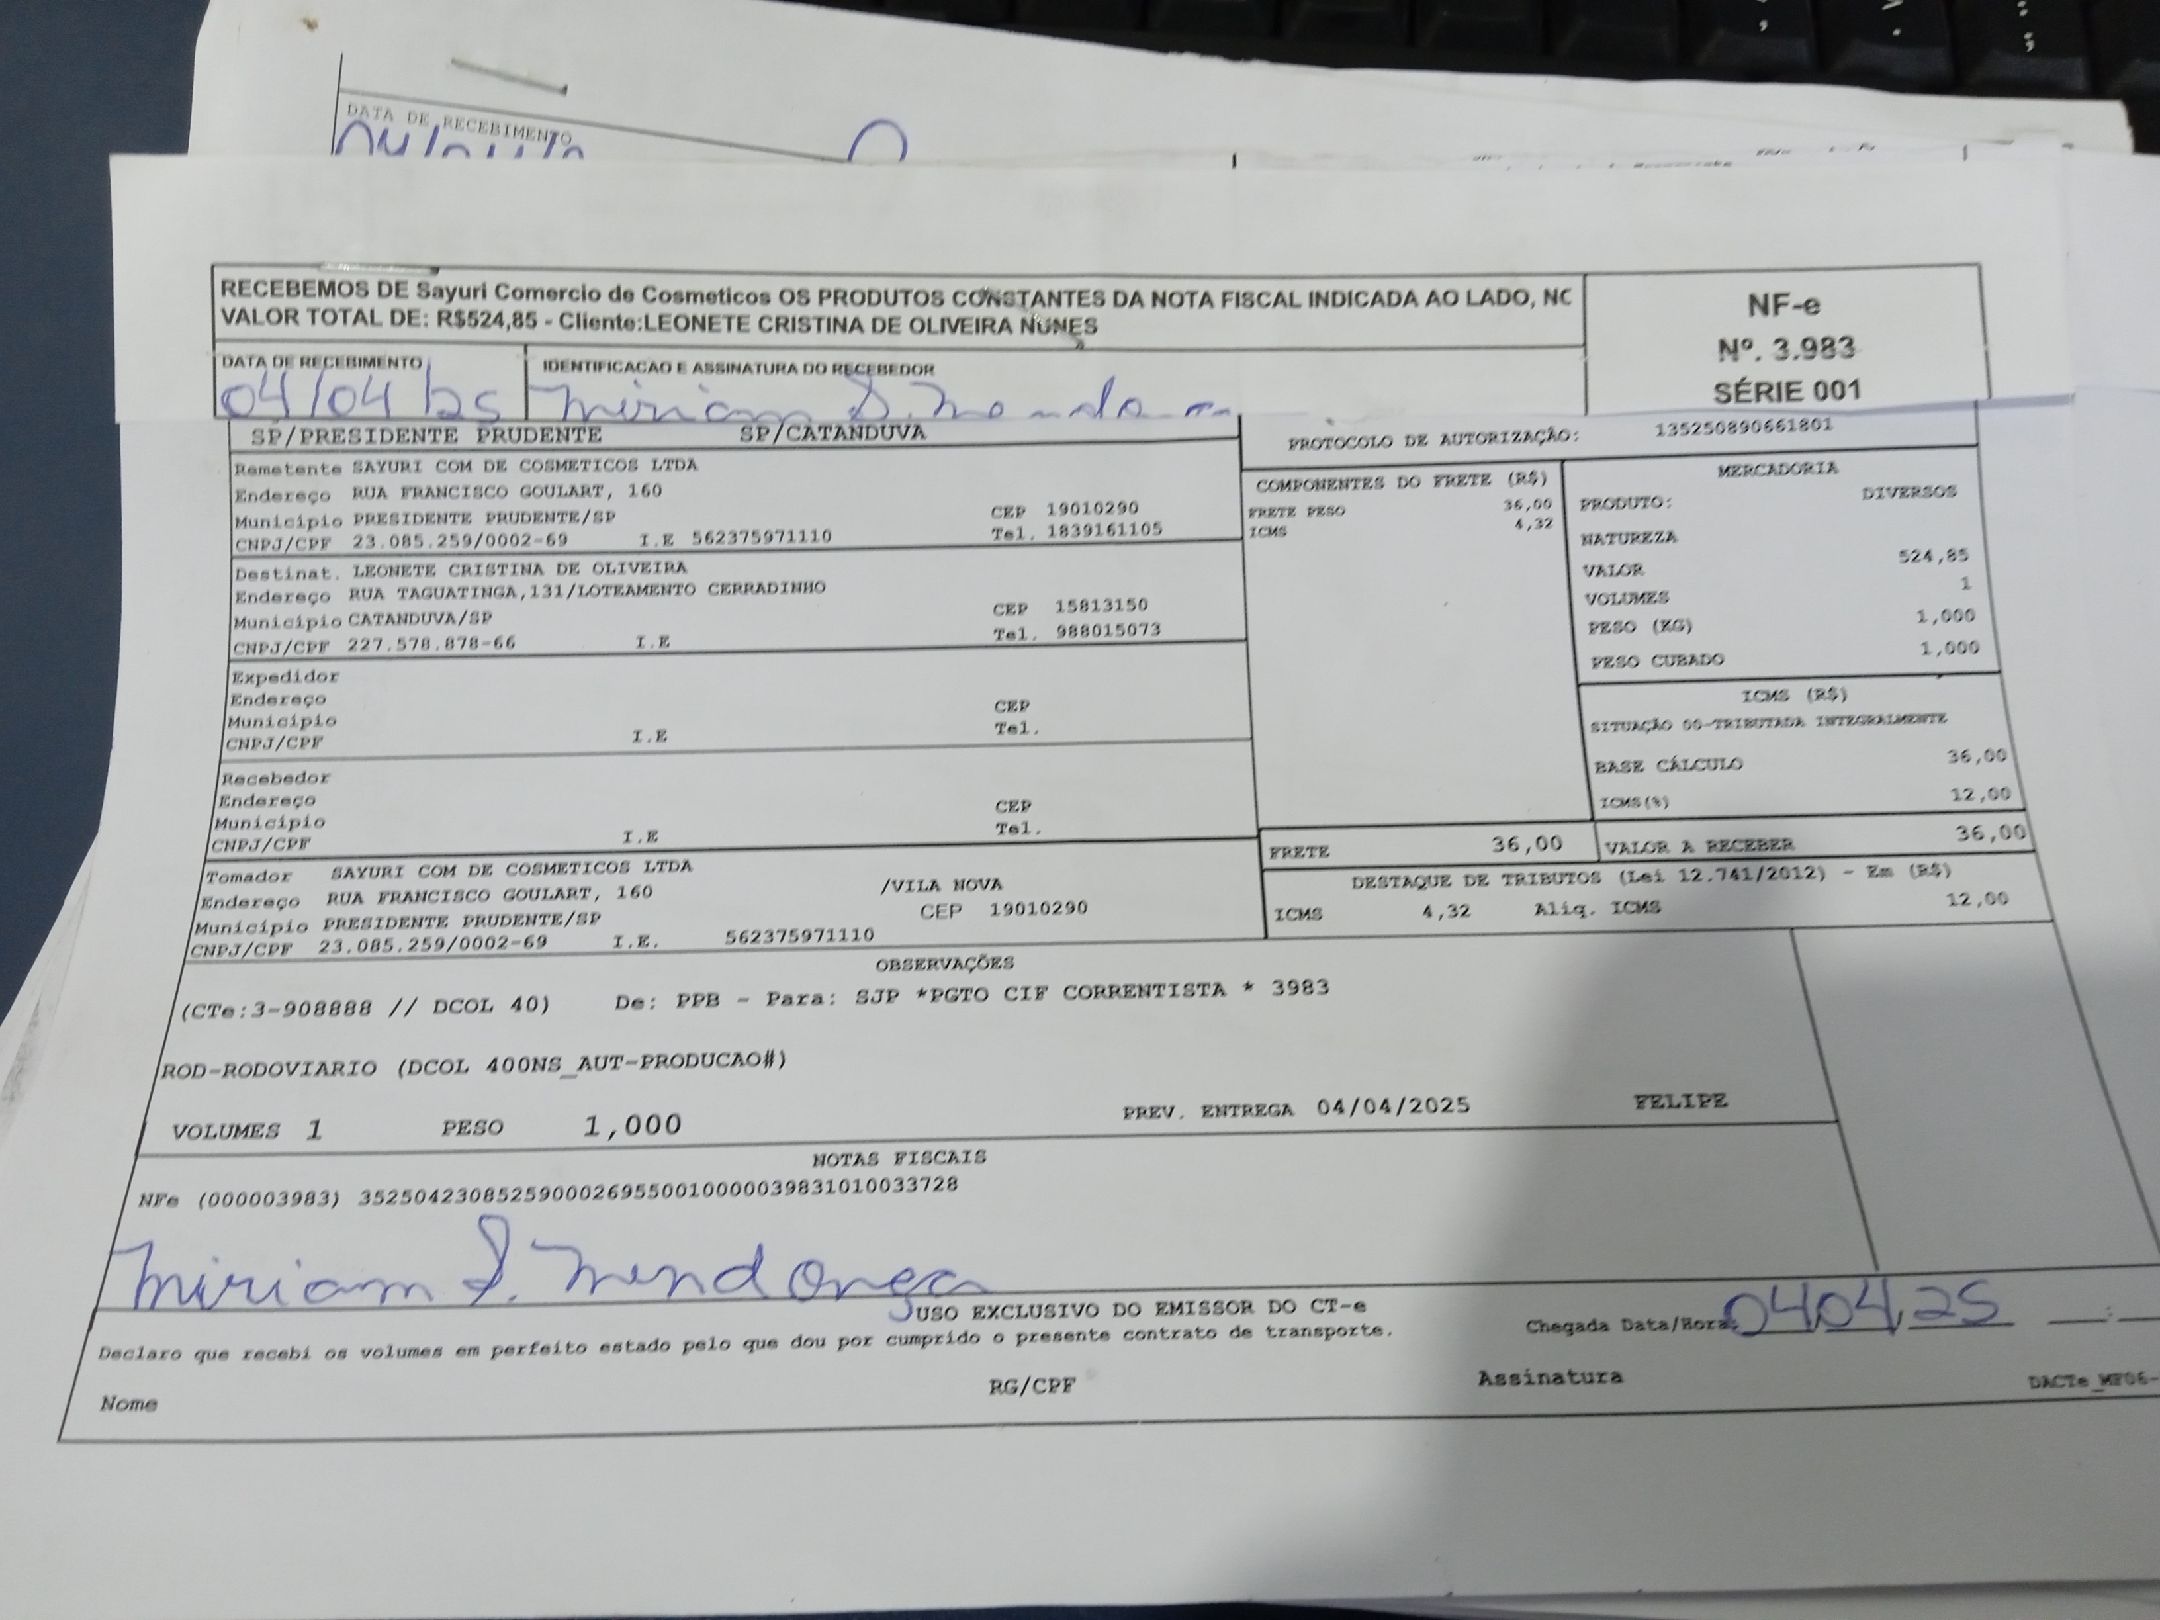 DATA DE RECEBIMENTO
RECEBEMOS DE Sayuri Comercio de Cosmeticos OS PRODUTOS CONSTANTES DA NOTA FISCAL INDICADA AO LADO, NO
VALOR TOTAL DE: R$524,85 - Cliente:LEONETE CRISTINA DE OLIVEIRA NUNES
NF-e
Nº. 3.983
SÉRIE 001
DATA DE RECEBIMENTO
IDENTIFICACAO E ASSINATURA DO RECEBEDOR
04/04/25 Miriam S. Mendonça
SP/PRESIDENTE PRUDENTE SP/CATANDUVA
PROTOCOLO DE AUTORIZAÇÃO: 135250890661801
Remetente SAYURI COM DE COSMETICOS LTDA
Endereço RUA FRANCISCO GOULART, 160
Município PRESIDENTE PRUDENTE/SP CEP 19010290
CNPJ/CPF 23.085.259/0002-69 I.E 562375971110 Tel. 1839161105
Destinat. LEONETE CRISTINA DE OLIVEIRA
Endereço RUA TAGUATINGA,131/LOTEAMENTO CERRADINHO
Município CATANDUVA/SP CEP 15813150
CNPJ/CPF 227.578.878-66 I.E Tel. 988015073
Expedidor
Endereço
Município CEP
CNPJ/CPF I.E Tel.
Recebedor
Endereço
Município CEP
CNPJ/CPF I.E Tel.
Tomador SAYURI COM DE COSMETICOS LTDA
Endereço RUA FRANCISCO GOULART, 160 /VILA NOVA
Município PRESIDENTE PRUDENTE/SP CEP 19010290
CNPJ/CPF 23.085.259/0002-69 I.E. 562375971110
COMPONENTES DO FRETE (R$)
FRETE PESO 36,00
ICMS 4,32
MERCADORIA
PRODUTO: DIVERSOS
NATUREZA
VALOR 524,85
VOLUMES 1
PESO (KG) 1,000
PESO CUBADO 1,000
ICMS (R$)
SITUAÇÃO 00-TRIBUTADA INTEGRALMENTE
BASE CÁLCULO 36,00
ICMS(%) 12,00
FRETE 36,00 VALOR A RECEBER 36,00
DESTAQUE DE TRIBUTOS (Lei 12.741/2012) - Em (R$)
ICMS 4,32 Aliq. ICMS 12,00
OBSERVAÇÕES
(CTe:3-908888 // DCOL 40) De: PPB - Para: SJP *PGTO CIF CORRENTISTA * 3983
ROD-RODOVIARIO (DCOL 400NS_AUT-PRODUCAO#)
VOLUMES 1 PESO 1,000 PREV. ENTREGA 04/04/2025 FELIPE
NOTAS FISCAIS
NFe (000003983) 35250423085259000269550010000039831010033728
Miriam S. Mendonça
USO EXCLUSIVO DO EMISSOR DO CT-e
Declaro que recebi os volumes em perfeito estado pelo que dou por cumprido o presente contrato de transporte.
Chegada Data/Hora: 04 04 25
Nome RG/CPF Assinatura